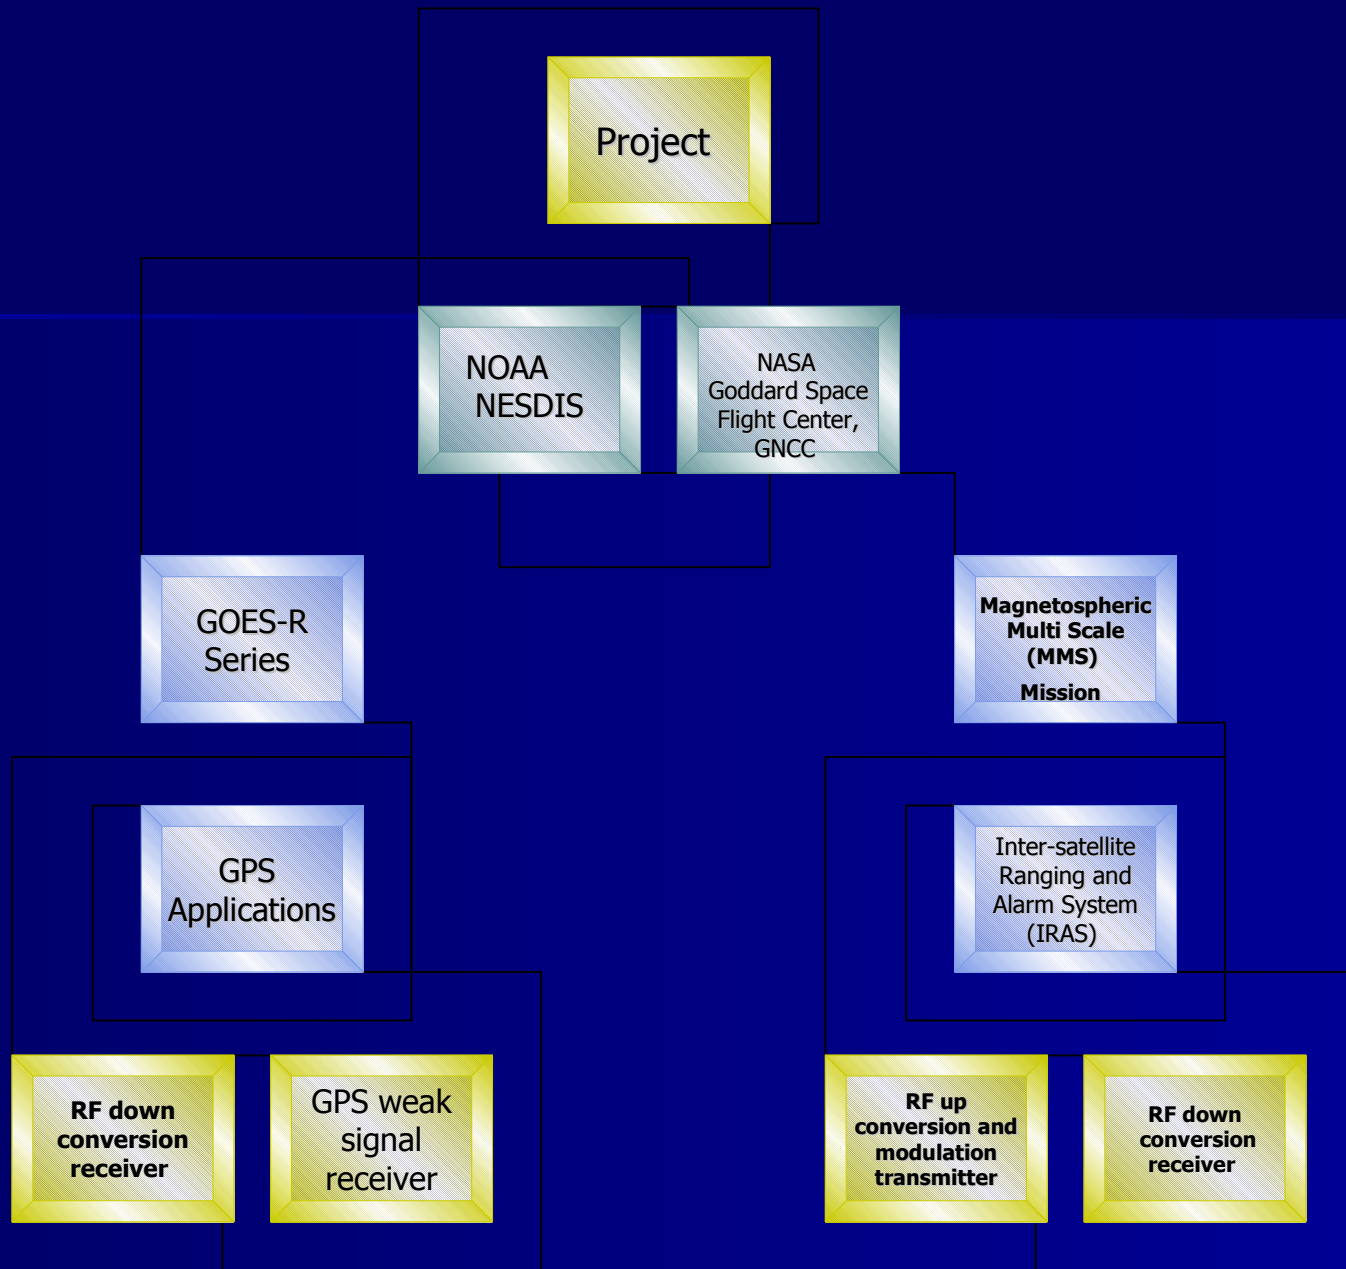 Project
NOAA
NESDIS
NASA
Goddard Space
Flight Center,
GNCC
GOES-R
Series
Magnetospheric
Multi Scale
(MMS)
Mission
GPS
Applications
Inter-satellite
Ranging and
Alarm System
(IRAS)
RF down
conversion
receiver
GPS weak
signal
receiver
RF up
conversion and
modulation
transmitter
RF down
conversion
receiver